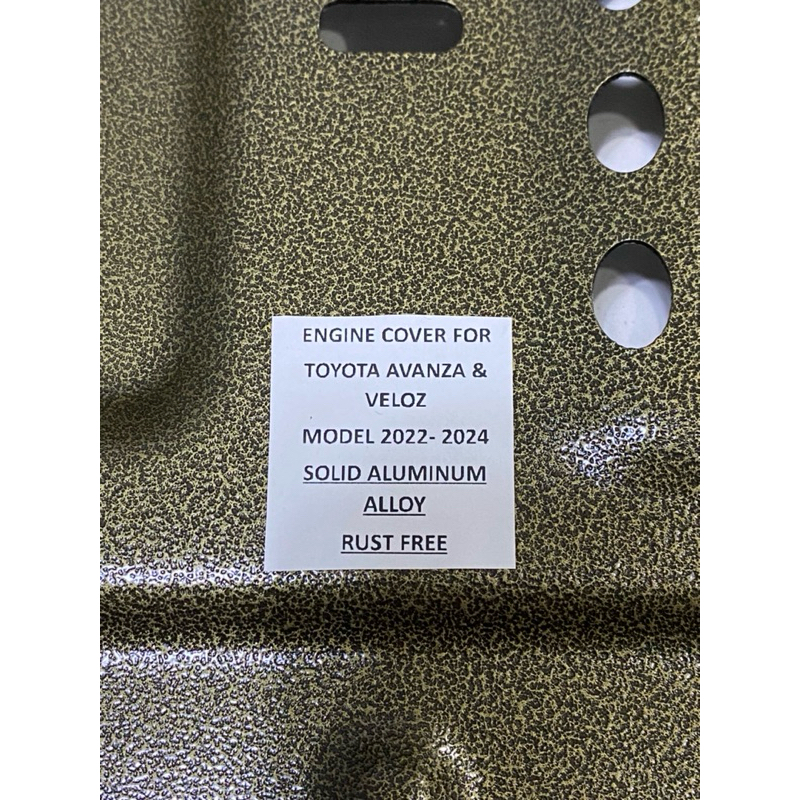 ENGINE COVER FOR
TOYOTA AVANZA &
VELOZ
MODEL 2022- 2024
SOLID ALUMINUM
ALLOY
RUST FREE